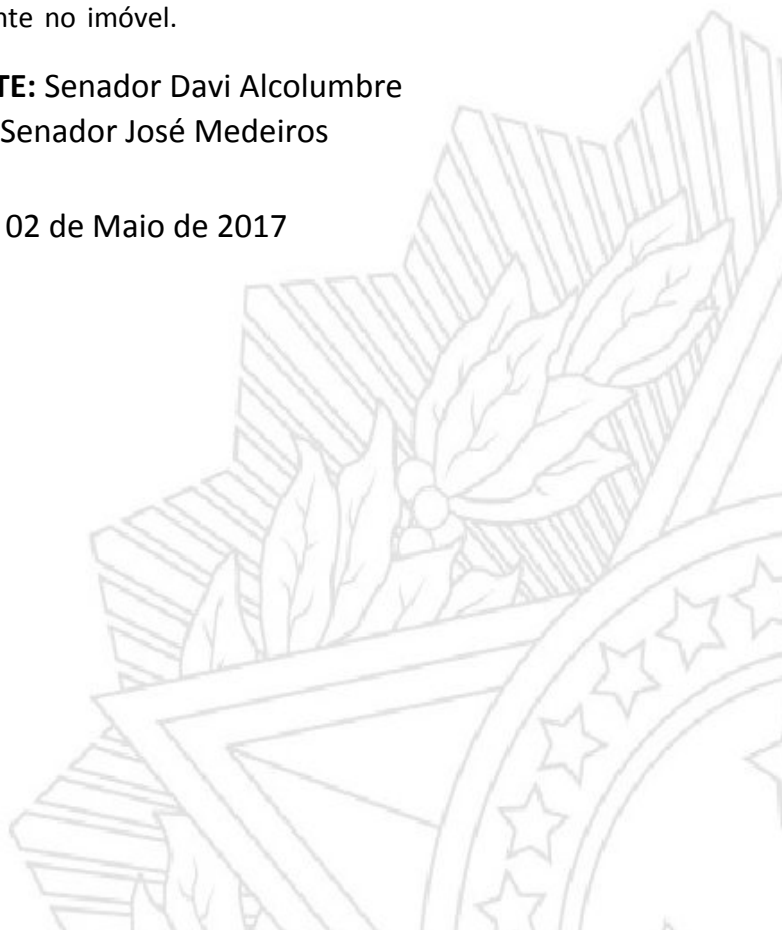 nte no imóvel.
TE: Senador Davi Alcolumbre
Senador José Medeiros
02 de Maio de 2017